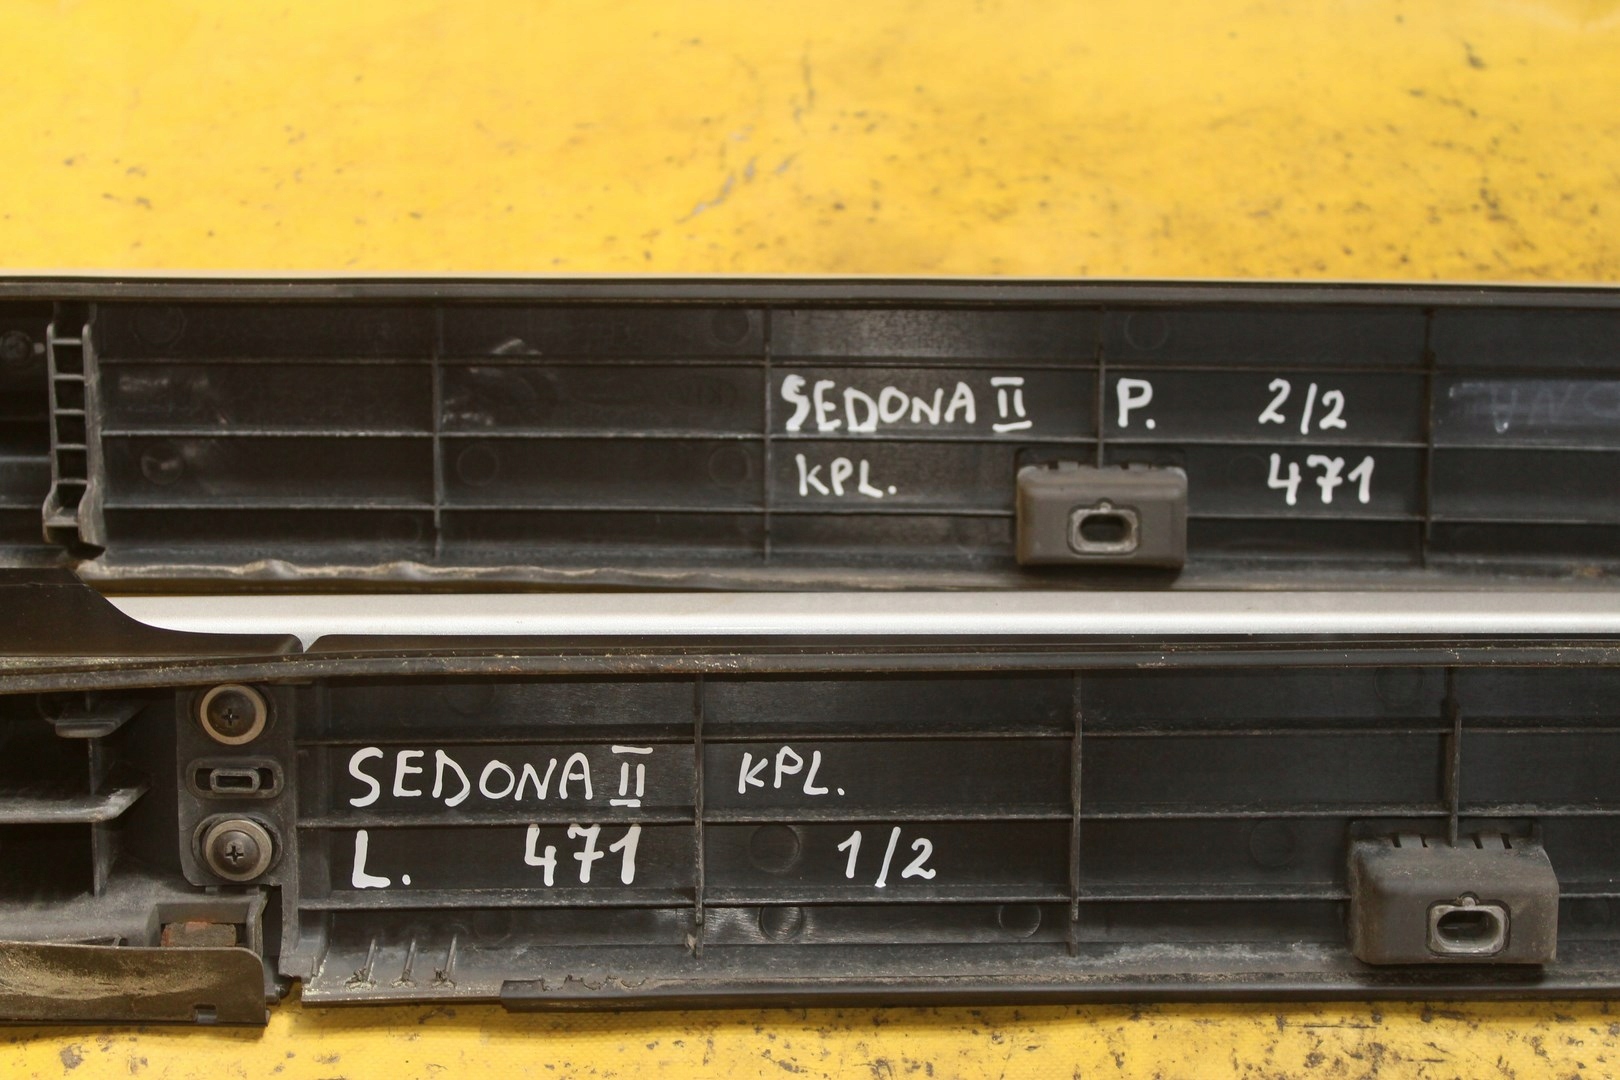 SEDONA II P. 2/2
KPL. 471
SEDONA II KPL.
L. 471 1/2